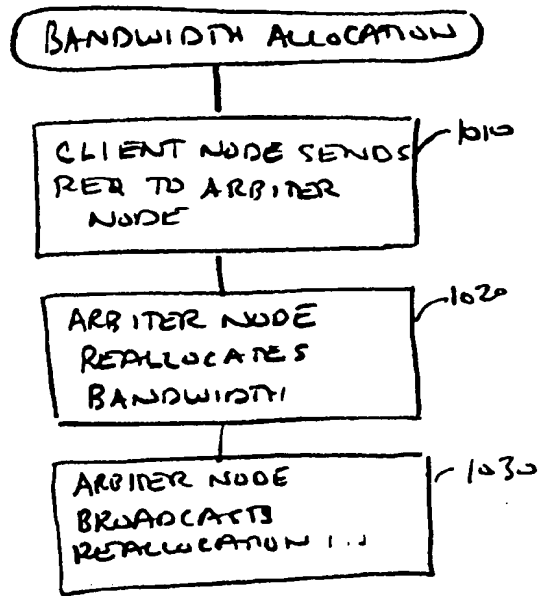 BANDWIDTH ALLOCATION
CLIENT NODE SENDS
REQ TO ARBITER
NODE
1010
ARBITER NODE
REALLOCATES
BANDWIDTH
1020
ARBITER NODE
BROADCASTS
REALLOCATION ...
1030